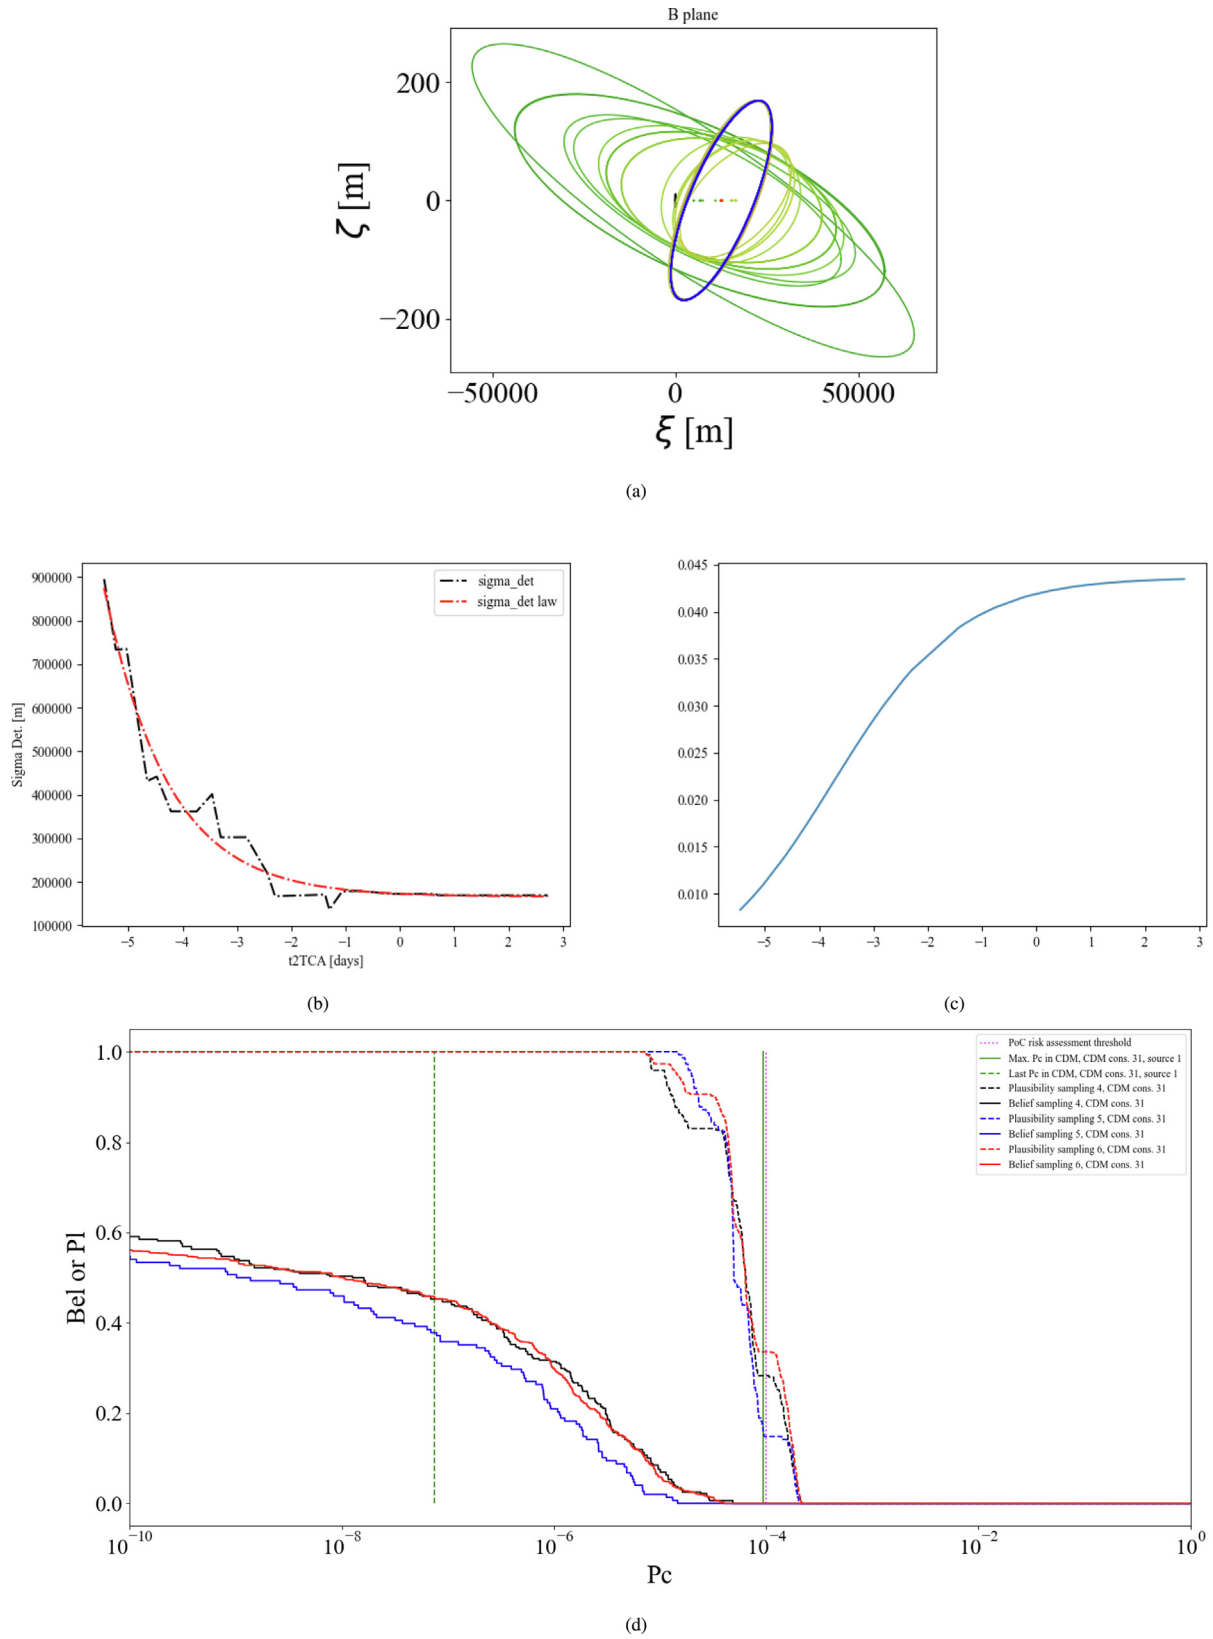 B plane
200
0
−200
ζ [m]
−50000 0 50000
ξ [m]
(a)
900000
800000
700000
600000
500000
400000
300000
200000
100000
Sigma Det. [m]
sigma_det
sigma_det law
−5 −4 −3 −2 −1 0 1 2 3
t2TCA [days]
(b)
0.045
0.040
0.035
0.030
0.025
0.020
0.015
0.010
−5 −4 −3 −2 −1 0 1 2 3
(c)
1.0
0.8
0.6
0.4
0.2
0.0
Bel or Pl
PoC risk assessment threshold
Max. Pc in CDM, CDM cons. 31, source 1
Last Pc in CDM, CDM cons. 31, source 1
Plausibility sampling 4, CDM cons. 31
Belief sampling 4, CDM cons. 31
Plausibility sampling 5, CDM cons. 31
Belief sampling 5, CDM cons. 31
Plausibility sampling 6, CDM cons. 31
Belief sampling 6, CDM cons. 31
10⁻¹⁰ 10⁻⁸ 10⁻⁶ 10⁻⁴ 10⁻² 10⁰
Pc
(d)